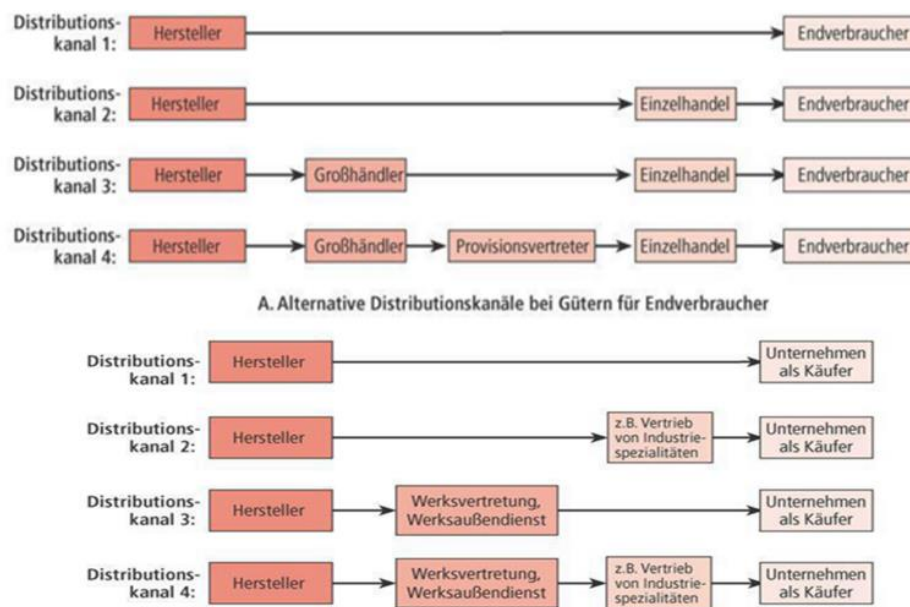 Distributions-
kanal 1:
Hersteller
Endverbraucher
Distributions-
kanal 2:
Hersteller
Einzelhandel
Endverbraucher
Distributions-
kanal 3:
Hersteller
Großhändler
Einzelhandel
Endverbraucher
Distributions-
kanal 4:
Hersteller
Großhändler
Provisionsvertreter
Einzelhandel
Endverbraucher
A. Alternative Distributionskanäle bei Gütern für Endverbraucher
Distributions-
kanal 1:
Hersteller
Unternehmen
als Käufer
Distributions-
kanal 2:
Hersteller
z.B. Vertrieb
von Industrie-
spezialitäten
Unternehmen
als Käufer
Distributions-
kanal 3:
Hersteller
Werksvertretung,
Werksaußendienst
Unternehmen
als Käufer
Distributions-
kanal 4:
Hersteller
Werksvertretung,
Werksaußendienst
z.B. Vertrieb
von Industrie-
spezialitäten
Unternehmen
als Käufer